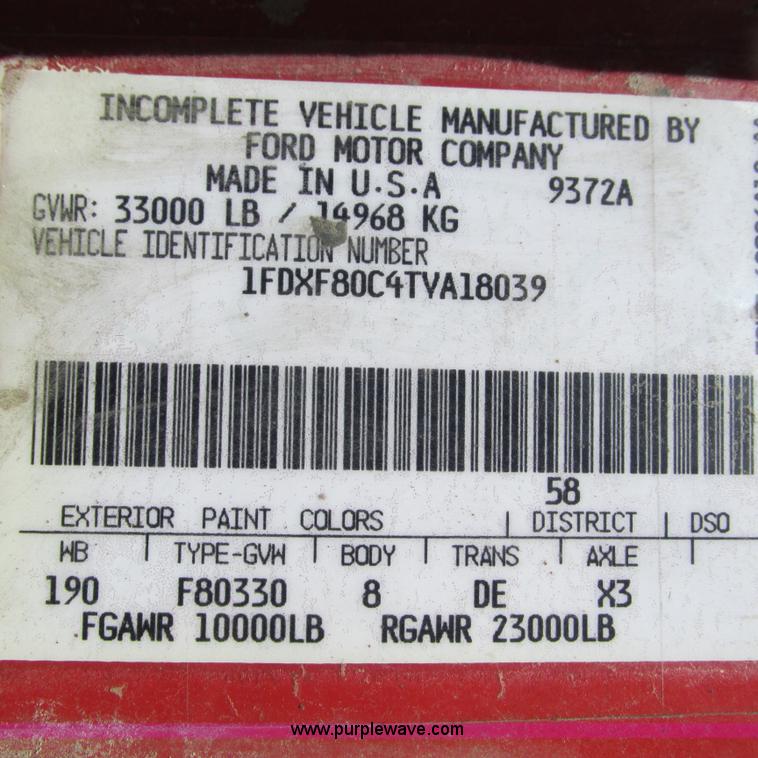 INCOMPLETE VEHICLE MANUFACTURED BY
FORD MOTOR COMPANY
MADE IN U.S.A 9372A
GVWR: 33000 LB / 14968 KG
VEHICLE IDENTIFICATION NUMBER
1FDXF80C4TVA18039
58
EXTERIOR PAINT COLORS | DISTRICT | DSO
WB | TYPE-GVW | BODY | TRANS | AXLE |
190 F80330 8 DE X3
FGAWR 10000LB RGAWR 23000LB
www.purplewave.com